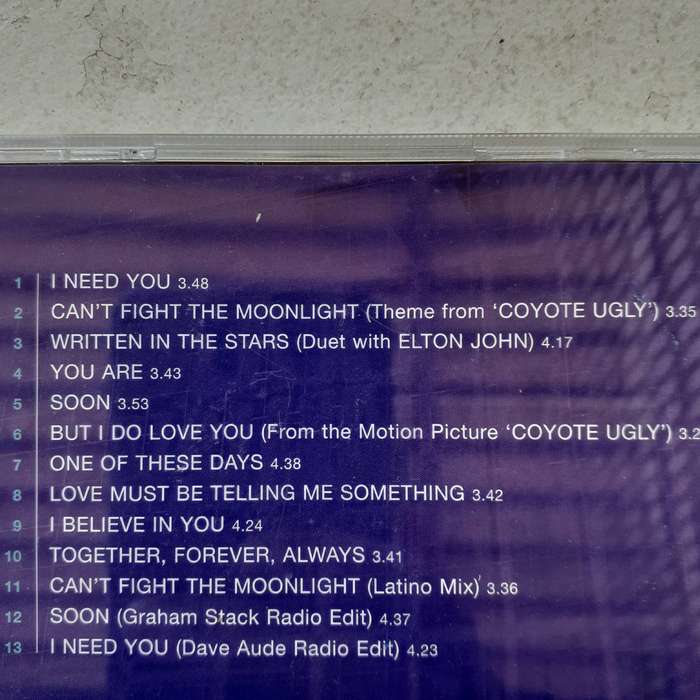 1 I NEED YOU 3.48
2 CAN'T FIGHT THE MOONLIGHT (Theme from 'COYOTE UGLY') 3.35
3 WRITTEN IN THE STARS (Duet with ELTON JOHN) 4.17
4 YOU ARE 3.43
5 SOON 3.53
6 BUT I DO LOVE YOU (From the Motion Picture 'COYOTE UGLY')
7 ONE OF THESE DAYS 4.38
8 LOVE MUST BE TELLING ME SOMETHING 3.42
9 I BELIEVE IN YOU 4.24
10 TOGETHER, FOREVER, ALWAYS 3.41
11 CAN'T FIGHT THE MOONLIGHT (Latino Mix) 3.36
12 SOON (Graham Stack Radio Edit) 4.37
13 I NEED YOU (Dave Aude Radio Edit) 4.23